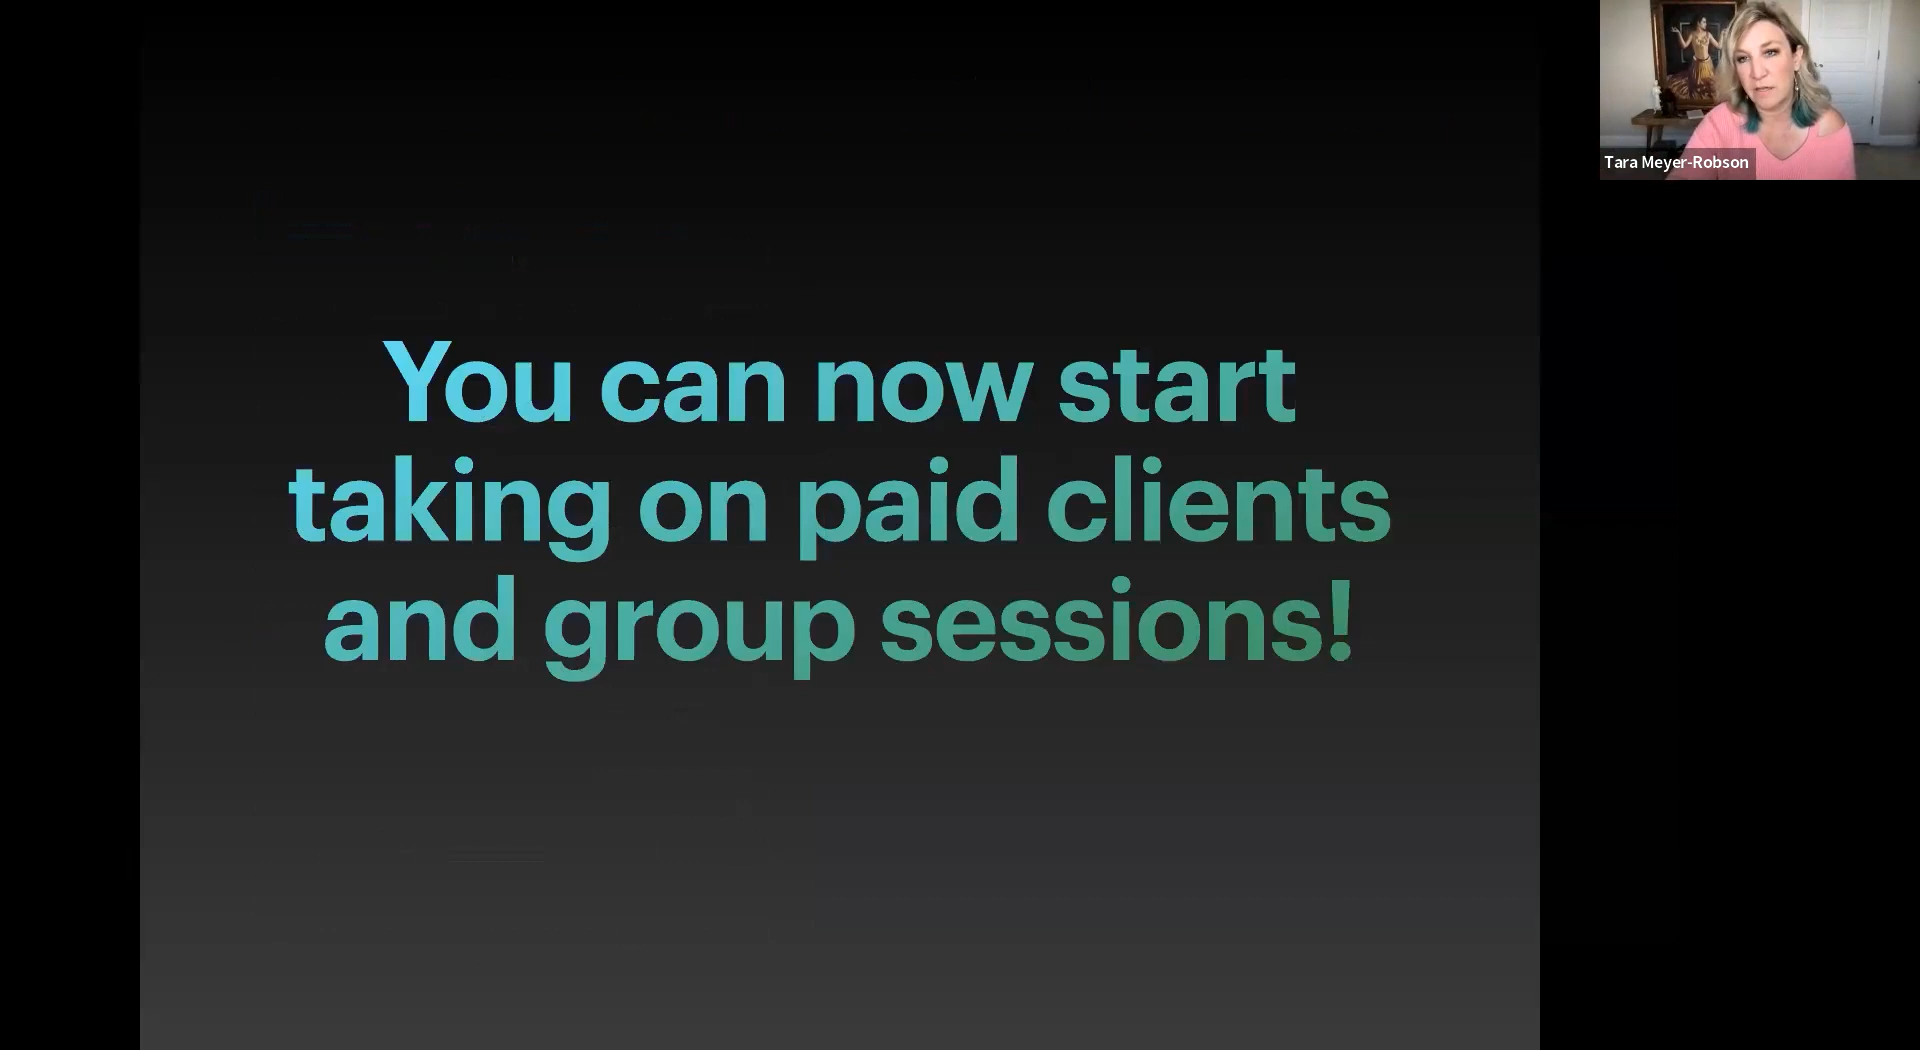 You can now start
taking on paid clients
and group sessions!
Tara Meyer-Robson